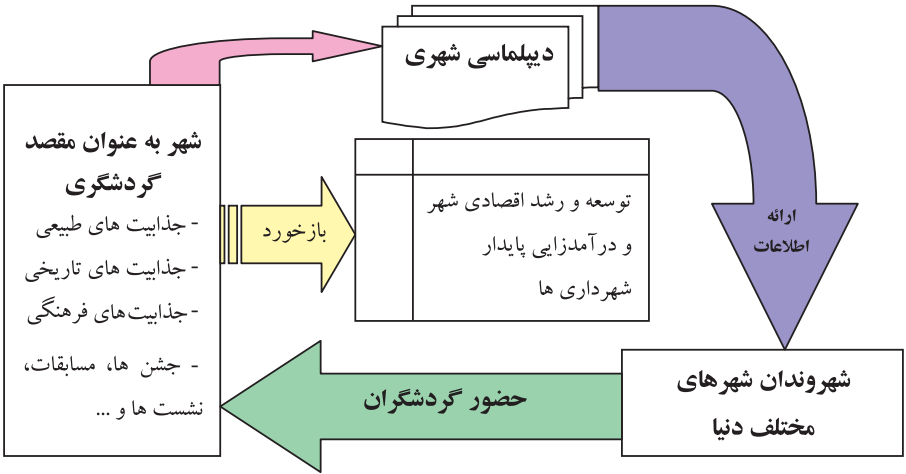 دیپلماسی شهری
شهر به عنوان مقصد
گردشگری
- جذابیت های طبیعی
- جذابیت های تاریخی
- جذابیت‌های فرهنگی
- جشن ها، مسابقات،
نشست ها و ...
بازخورد
توسعه و رشد اقتصادی شهر
و درآمدزایی پایدار
شهرداری ها
ارائه
اطلاعات
شهروندان شهرهای
مختلف دنیا
حضور گردشگران